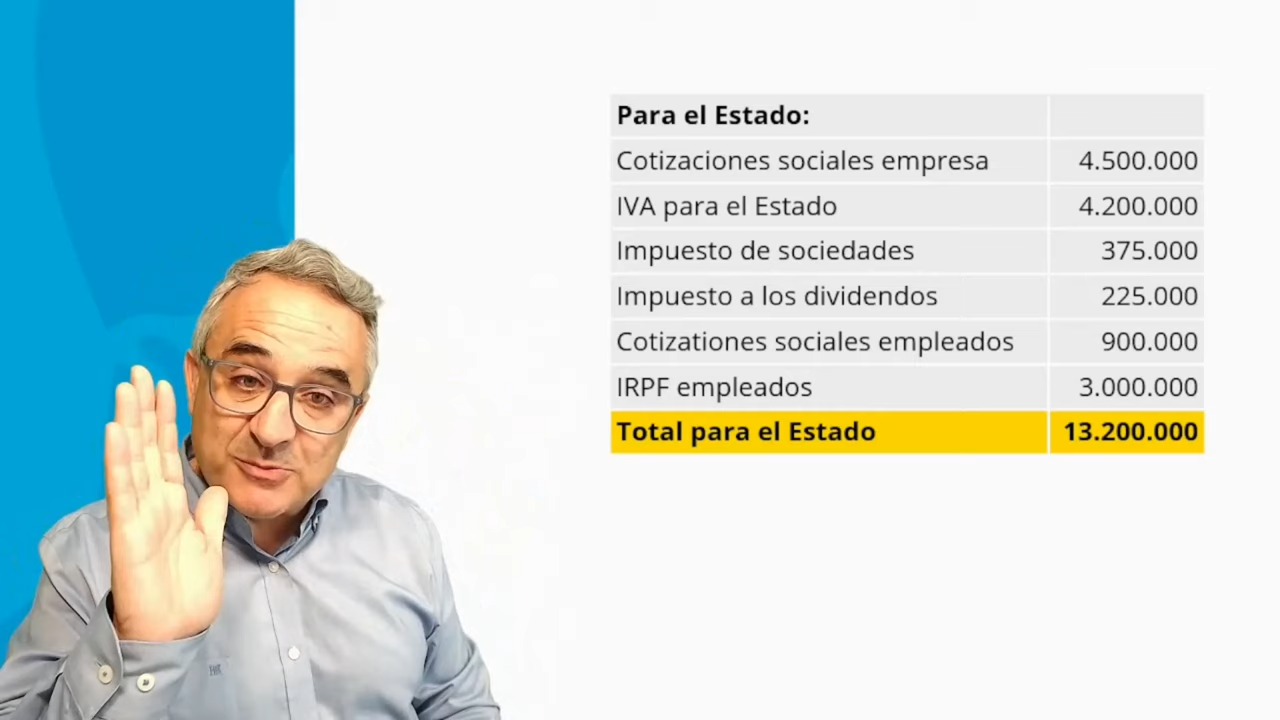 Para el Estado:
Cotizaciones sociales empresa 4.500.000
IVA para el Estado 4.200.000
Impuesto de sociedades 375.000
Impuesto a los dividendos 225.000
Cotizationes sociales empleados 900.000
IRPF empleados 3.000.000
Total para el Estado 13.200.000